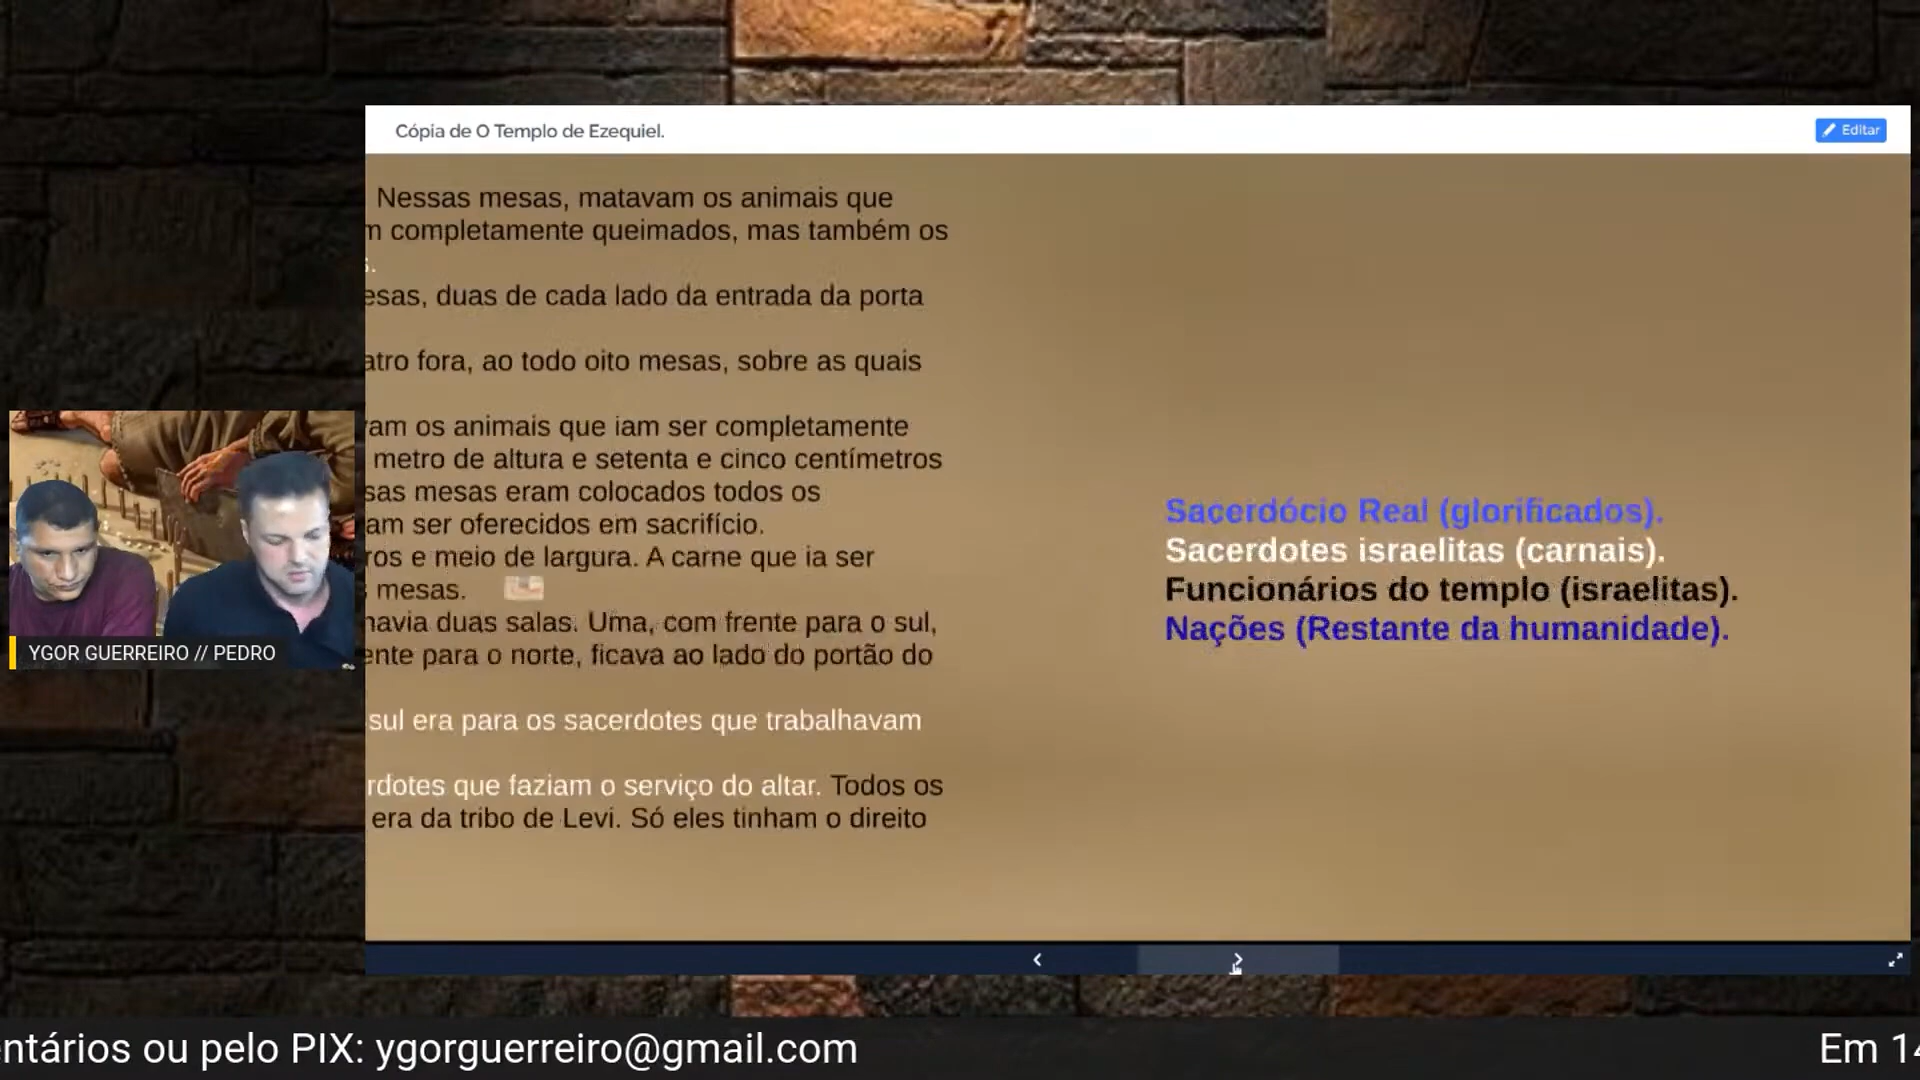 Cópia de O Templo de Ezequiel.
Editar
Nessas mesas, matavam os animais que
m completamente queimados, mas também os
s.
esas, duas de cada lado da entrada da porta
atro fora, ao todo oito mesas, sobre as quais
vam os animais que iam ser completamente
metro de altura e setenta e cinco centímetros
sas mesas eram colocados todos os
am ser oferecidos em sacrifício.
ros e meio de largura. A carne que ia ser
s mesas.
havia duas salas. Uma, com frente para o sul,
ente para o norte, ficava ao lado do portão do
sul era para os sacerdotes que trabalhavam
rdotes que faziam o serviço do altar. Todos os
era da tribo de Levi. Só eles tinham o direito
Sacerdócio Real (glorificados).
Sacerdotes israelitas (carnais).
Funcionários do templo (israelitas).
Nações (Restante da humanidade).
YGOR GUERREIRO // PEDRO
entários ou pelo PIX: ygorguerreiro@gmail.com
Em 14